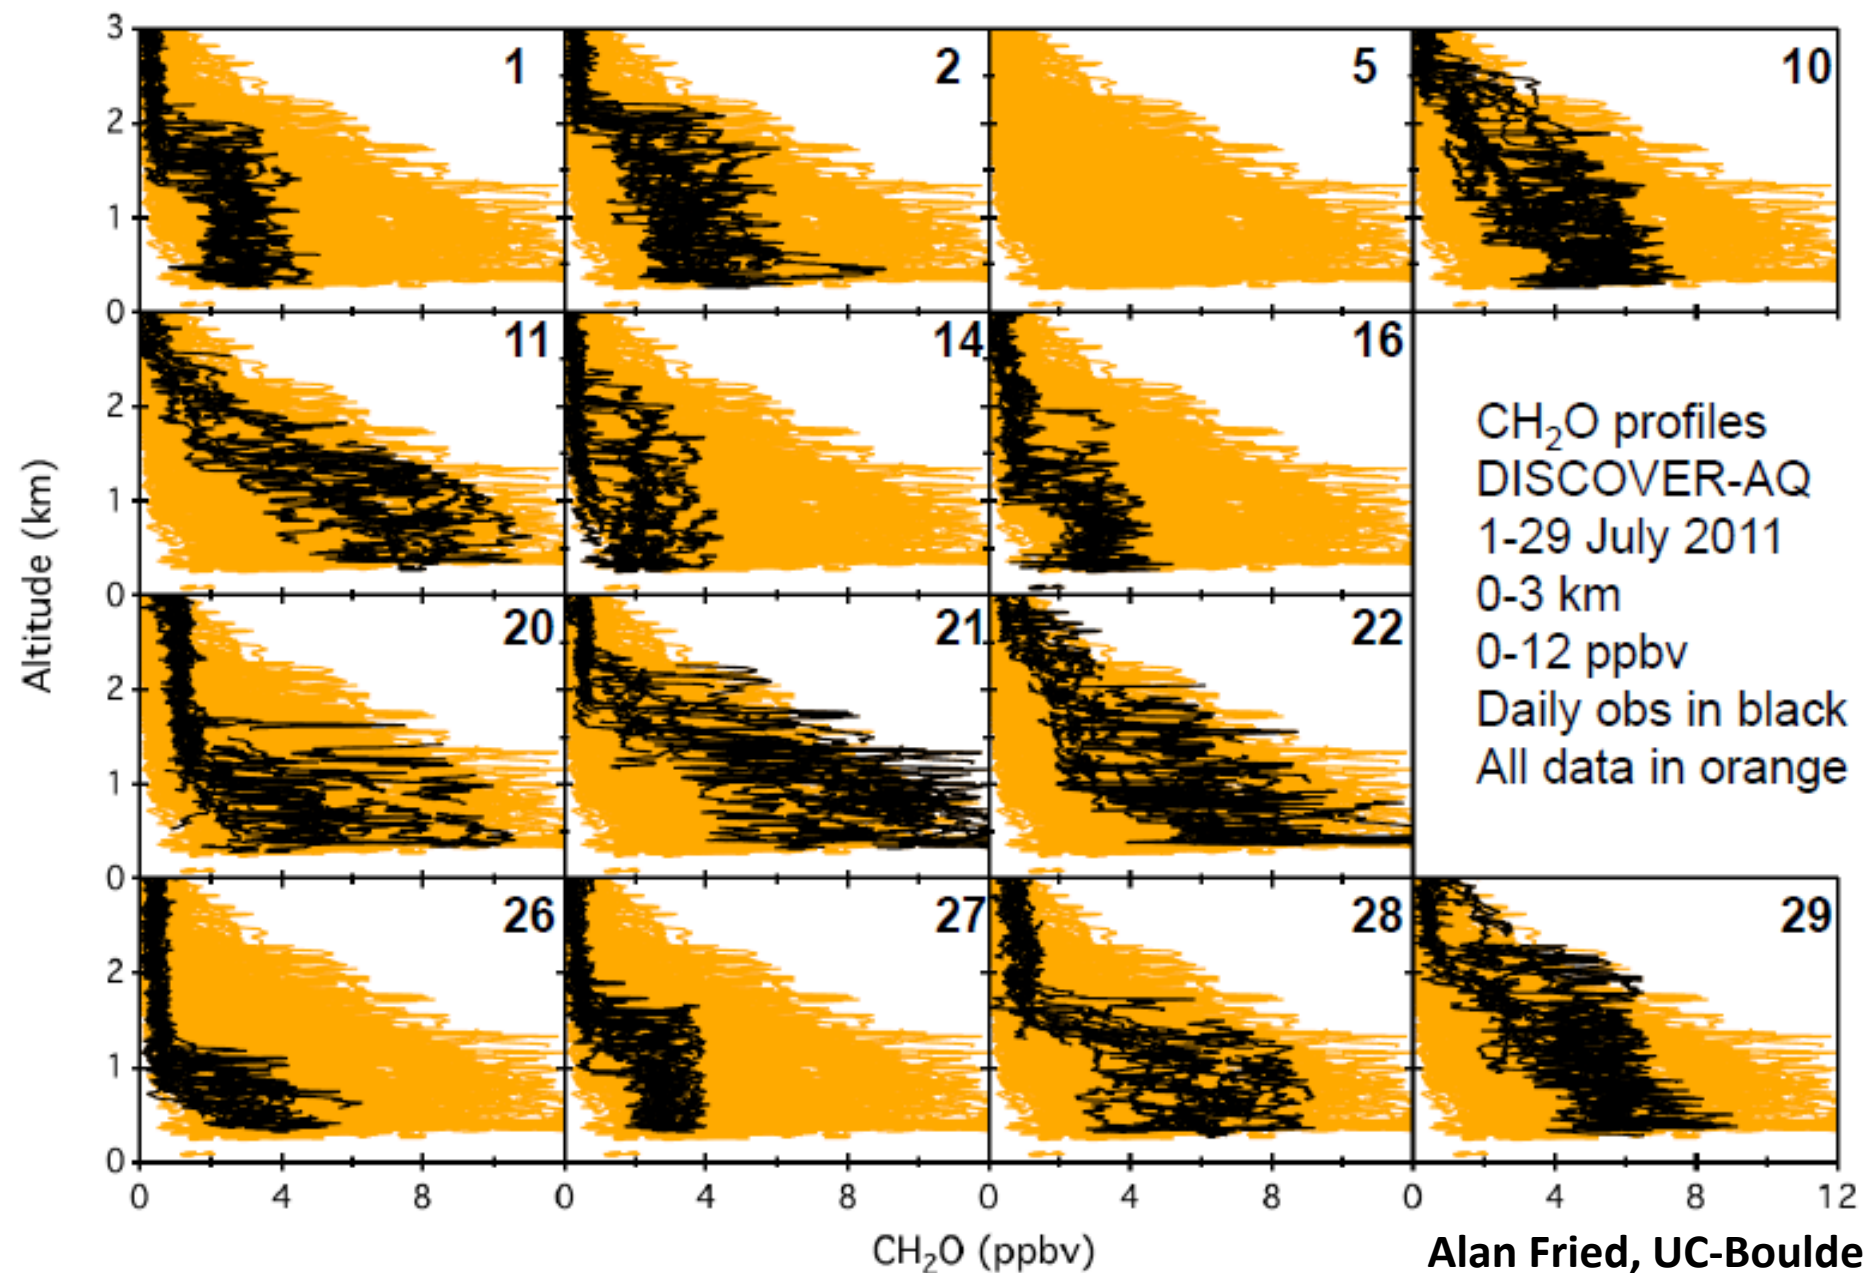 3
1
2
5
10
2
1
0
11
14
16
2
1
0
CH₂O profiles
DISCOVER-AQ
1-29 July 2011
0-3 km
0-12 ppbv
Daily obs in black
All data in orange
Altitude (km)
20
21
22
2
1
0
26
27
28
29
2
1
0
0 4 8 0 4 8 0 4 8 0 4 8 12
CH₂O (ppbv)
Alan Fried, UC-Boulde